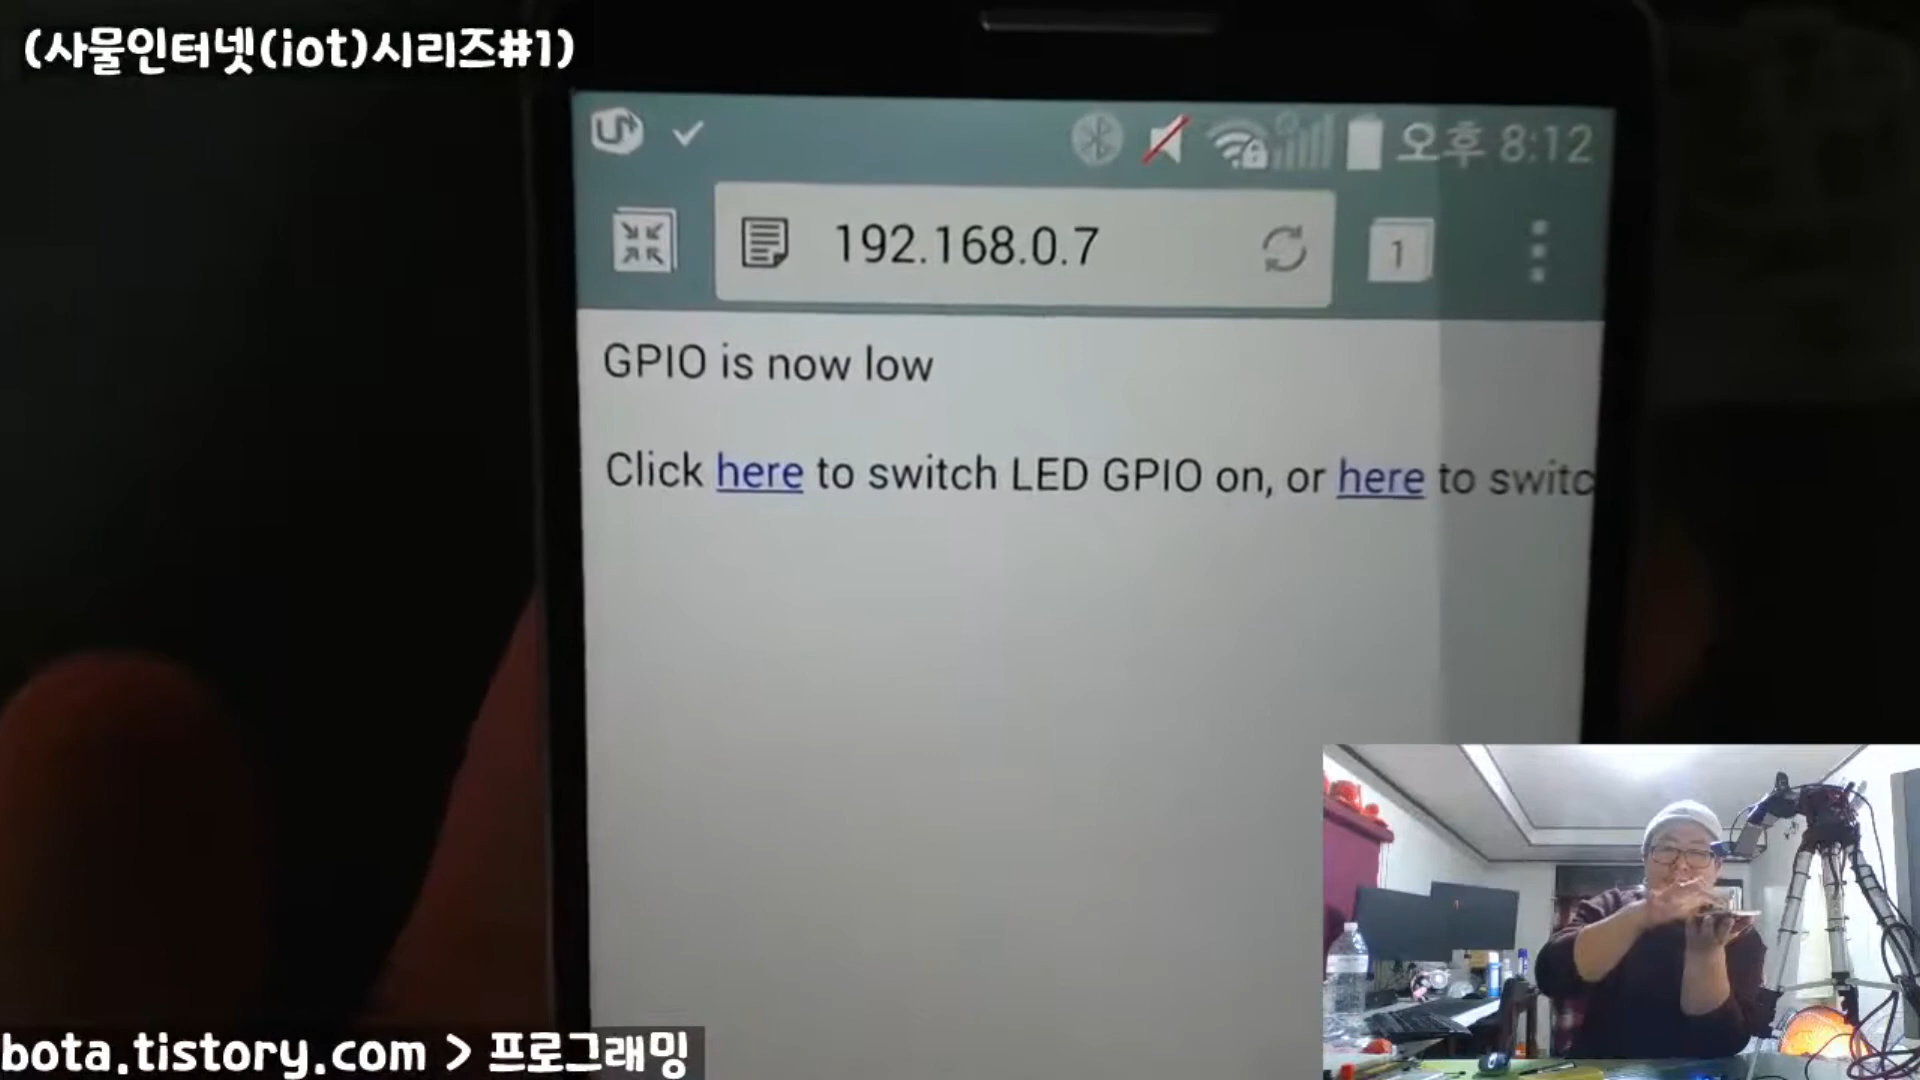 (사물인터넷(iot)시리즈#1)
U+ 오후 8:12
192.168.0.7 1
GPIO is now low
Click here to switch LED GPIO on, or here to switc
bota.tistory.com > 프로그래밍